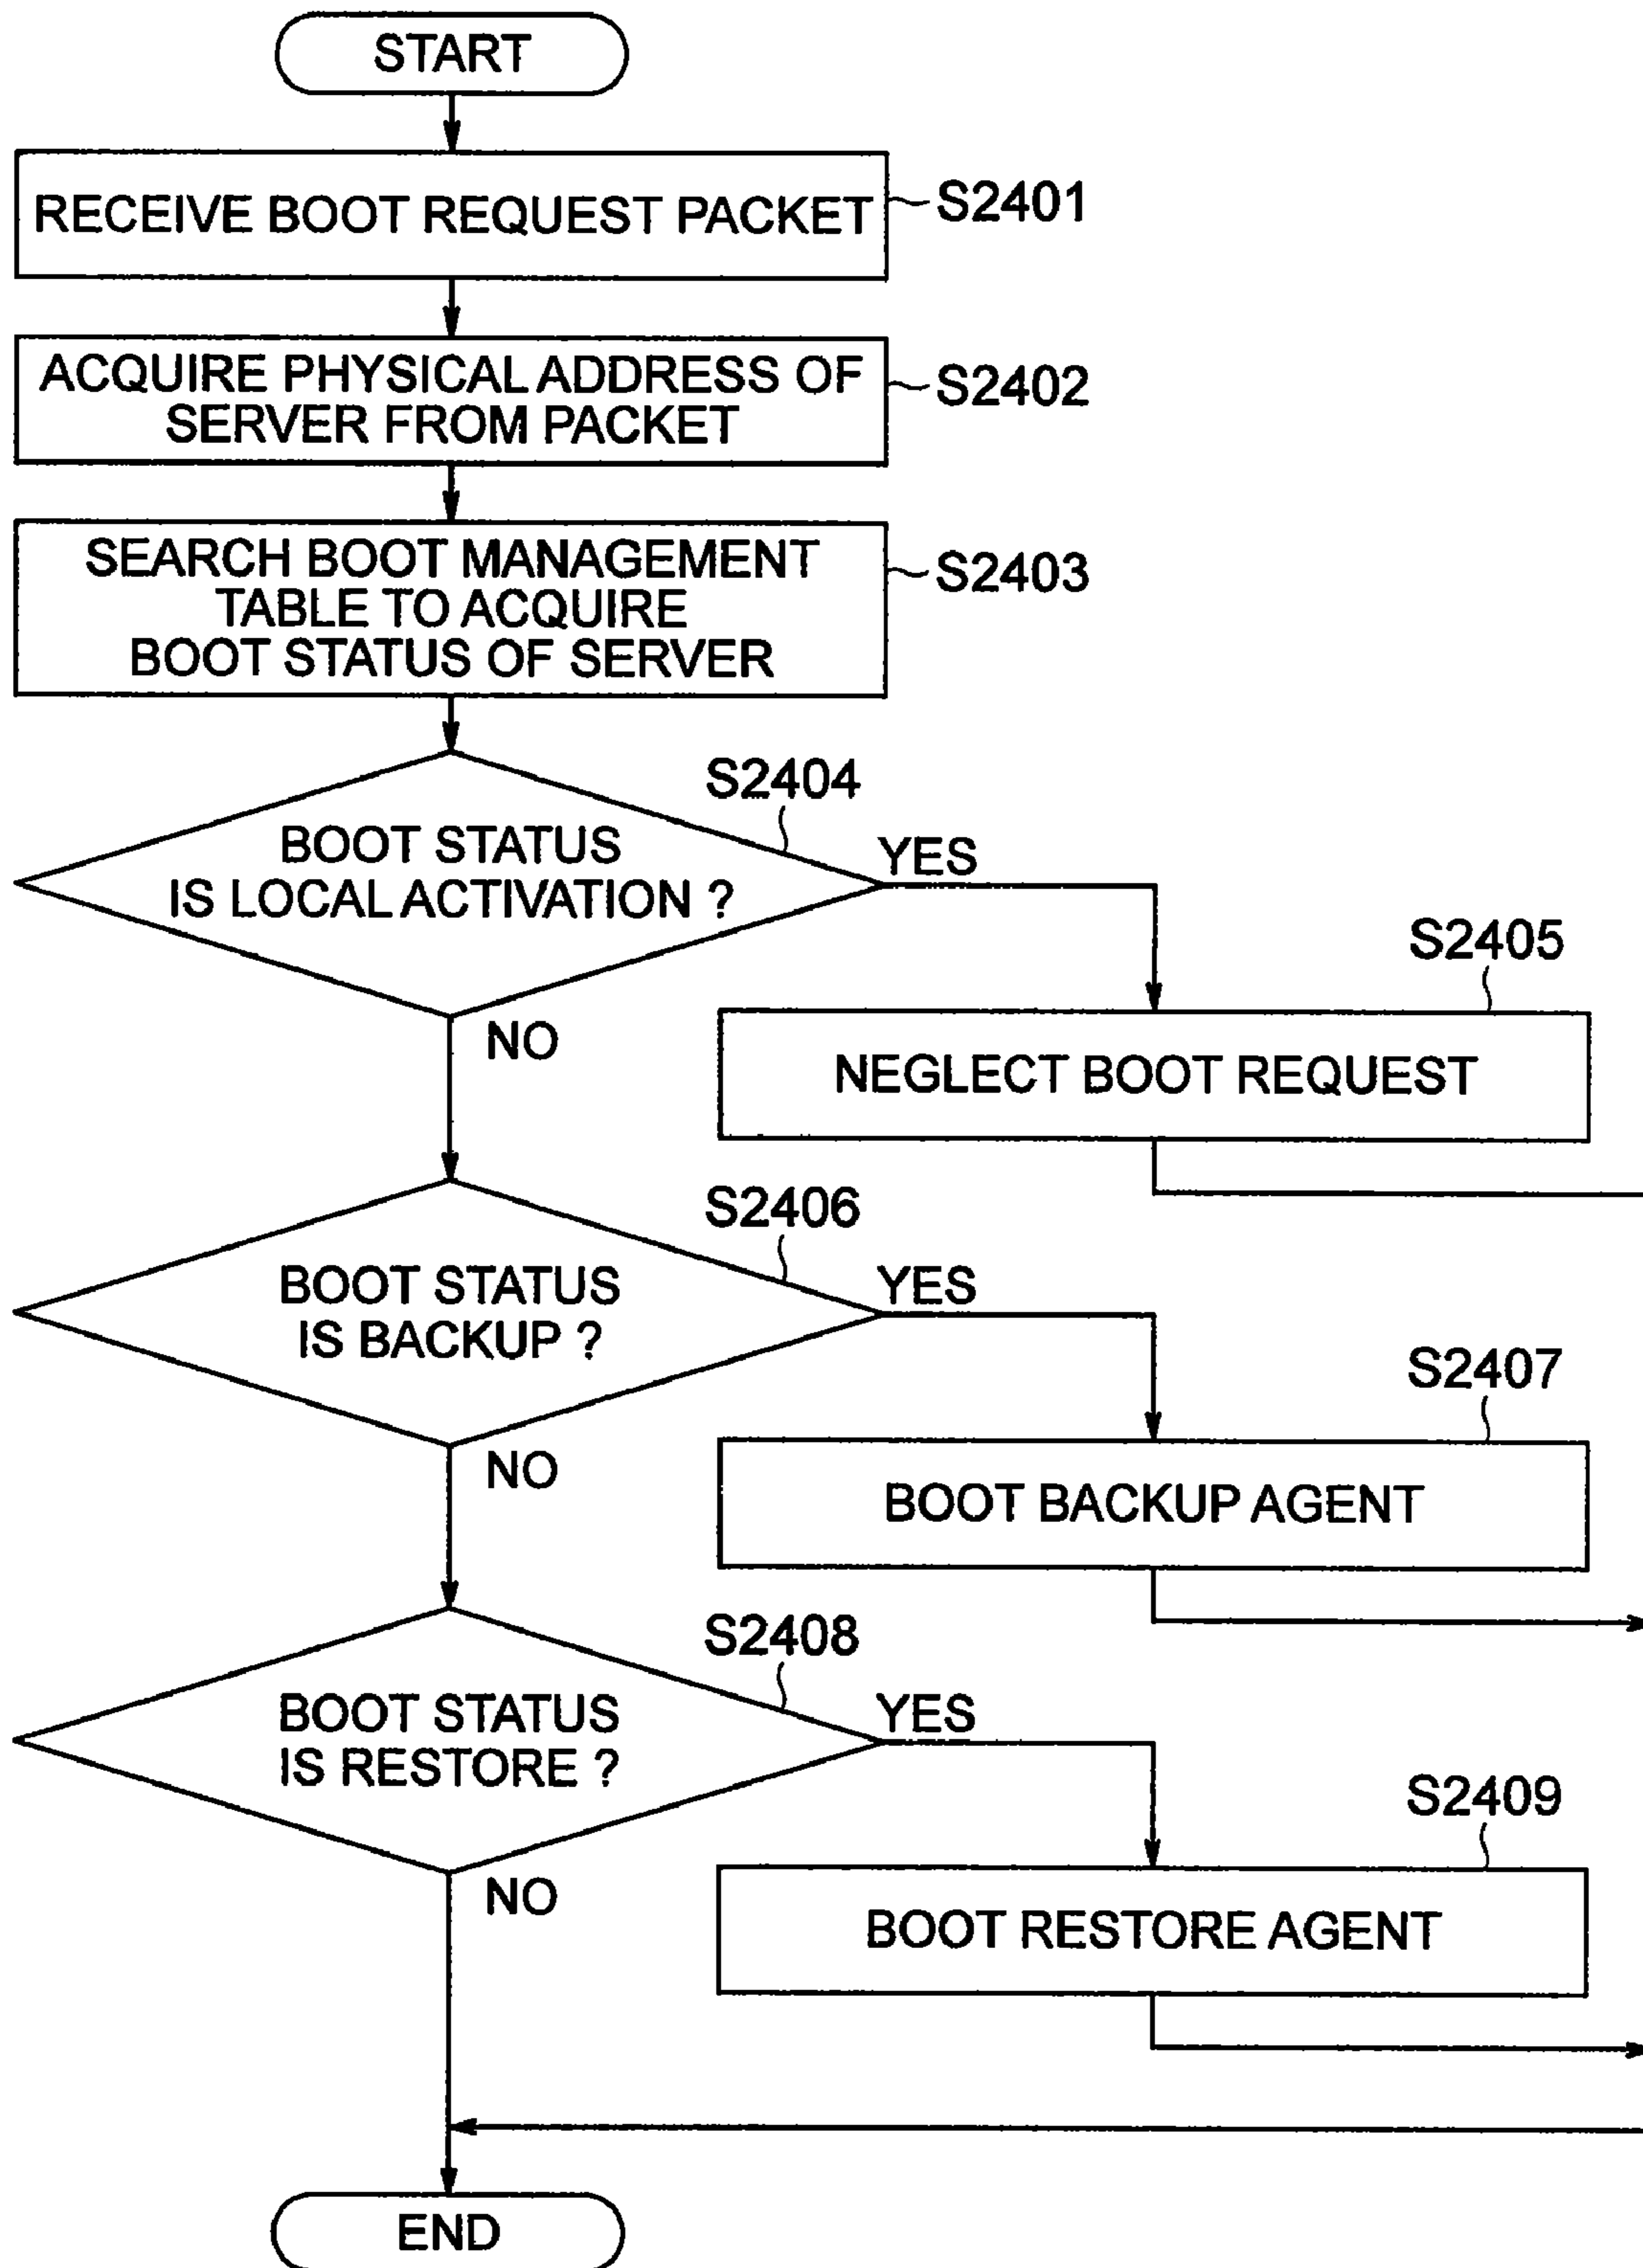 START
RECEIVE BOOT REQUEST PACKET
S2401
ACQUIRE PHYSICAL ADDRESS OF
SERVER FROM PACKET
S2402
SEARCH BOOT MANAGEMENT
TABLE TO ACQUIRE
BOOT STATUS OF SERVER
S2403
S2404
BOOT STATUS
IS LOCAL ACTIVATION ?
YES
NO
S2405
NEGLECT BOOT REQUEST
S2406
BOOT STATUS
IS BACKUP ?
YES
NO
S2407
BOOT BACKUP AGENT
S2408
BOOT STATUS
IS RESTORE ?
YES
NO
S2409
BOOT RESTORE AGENT
END